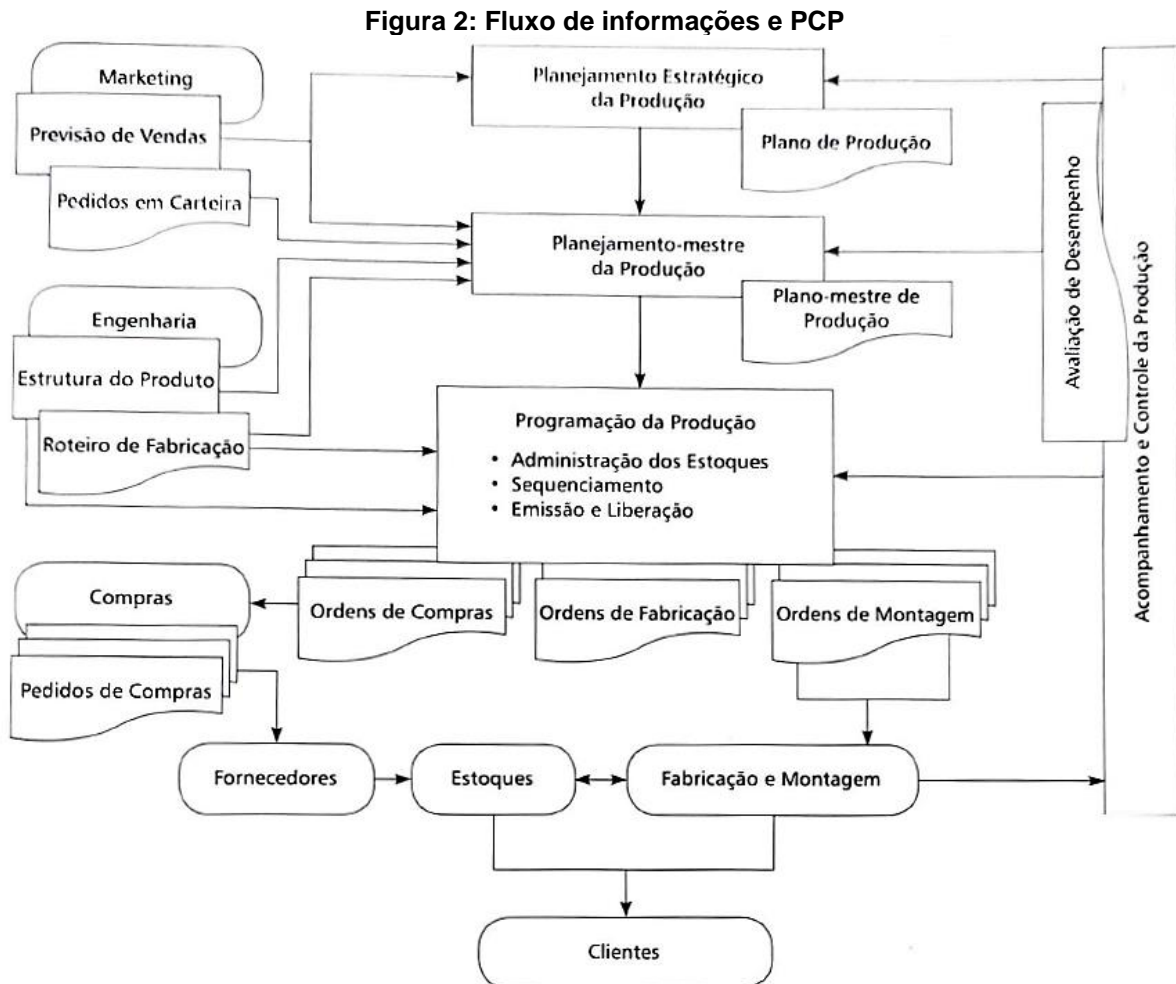 Figura 2: Fluxo de informações e PCP
Marketing
Previsão de Vendas
Pedidos em Carteira
Planejamento Estratégico
da Produção
Plano de Produção
Planejamento-mestre
da Produção
Plano-mestre de
Produção
Engenharia
Estrutura do Produto
Roteiro de Fabricação
Programação da Produção
• Administração dos Estoques
• Sequenciamento
• Emissão e Liberação
Avaliação de Desempenho
Acompanhamento e Controle da Produção
Compras
Pedidos de Compras
Ordens de Compras
Ordens de Fabricação
Ordens de Montagem
Fornecedores
Estoques
Fabricação e Montagem
Clientes